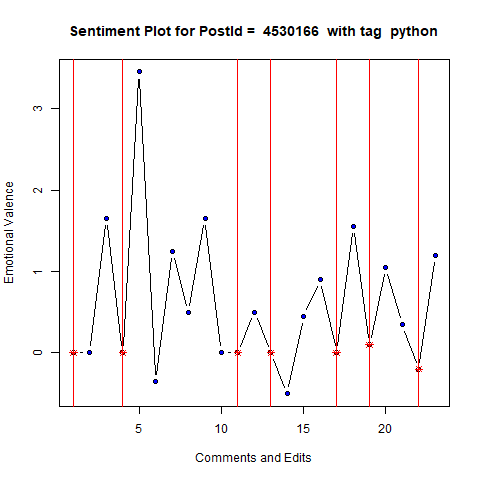 Sentiment Plot for PostId =  4530166  with tag  python
Emotional Valence
3
2
1
0
5
10
15
20
Comments and Edits